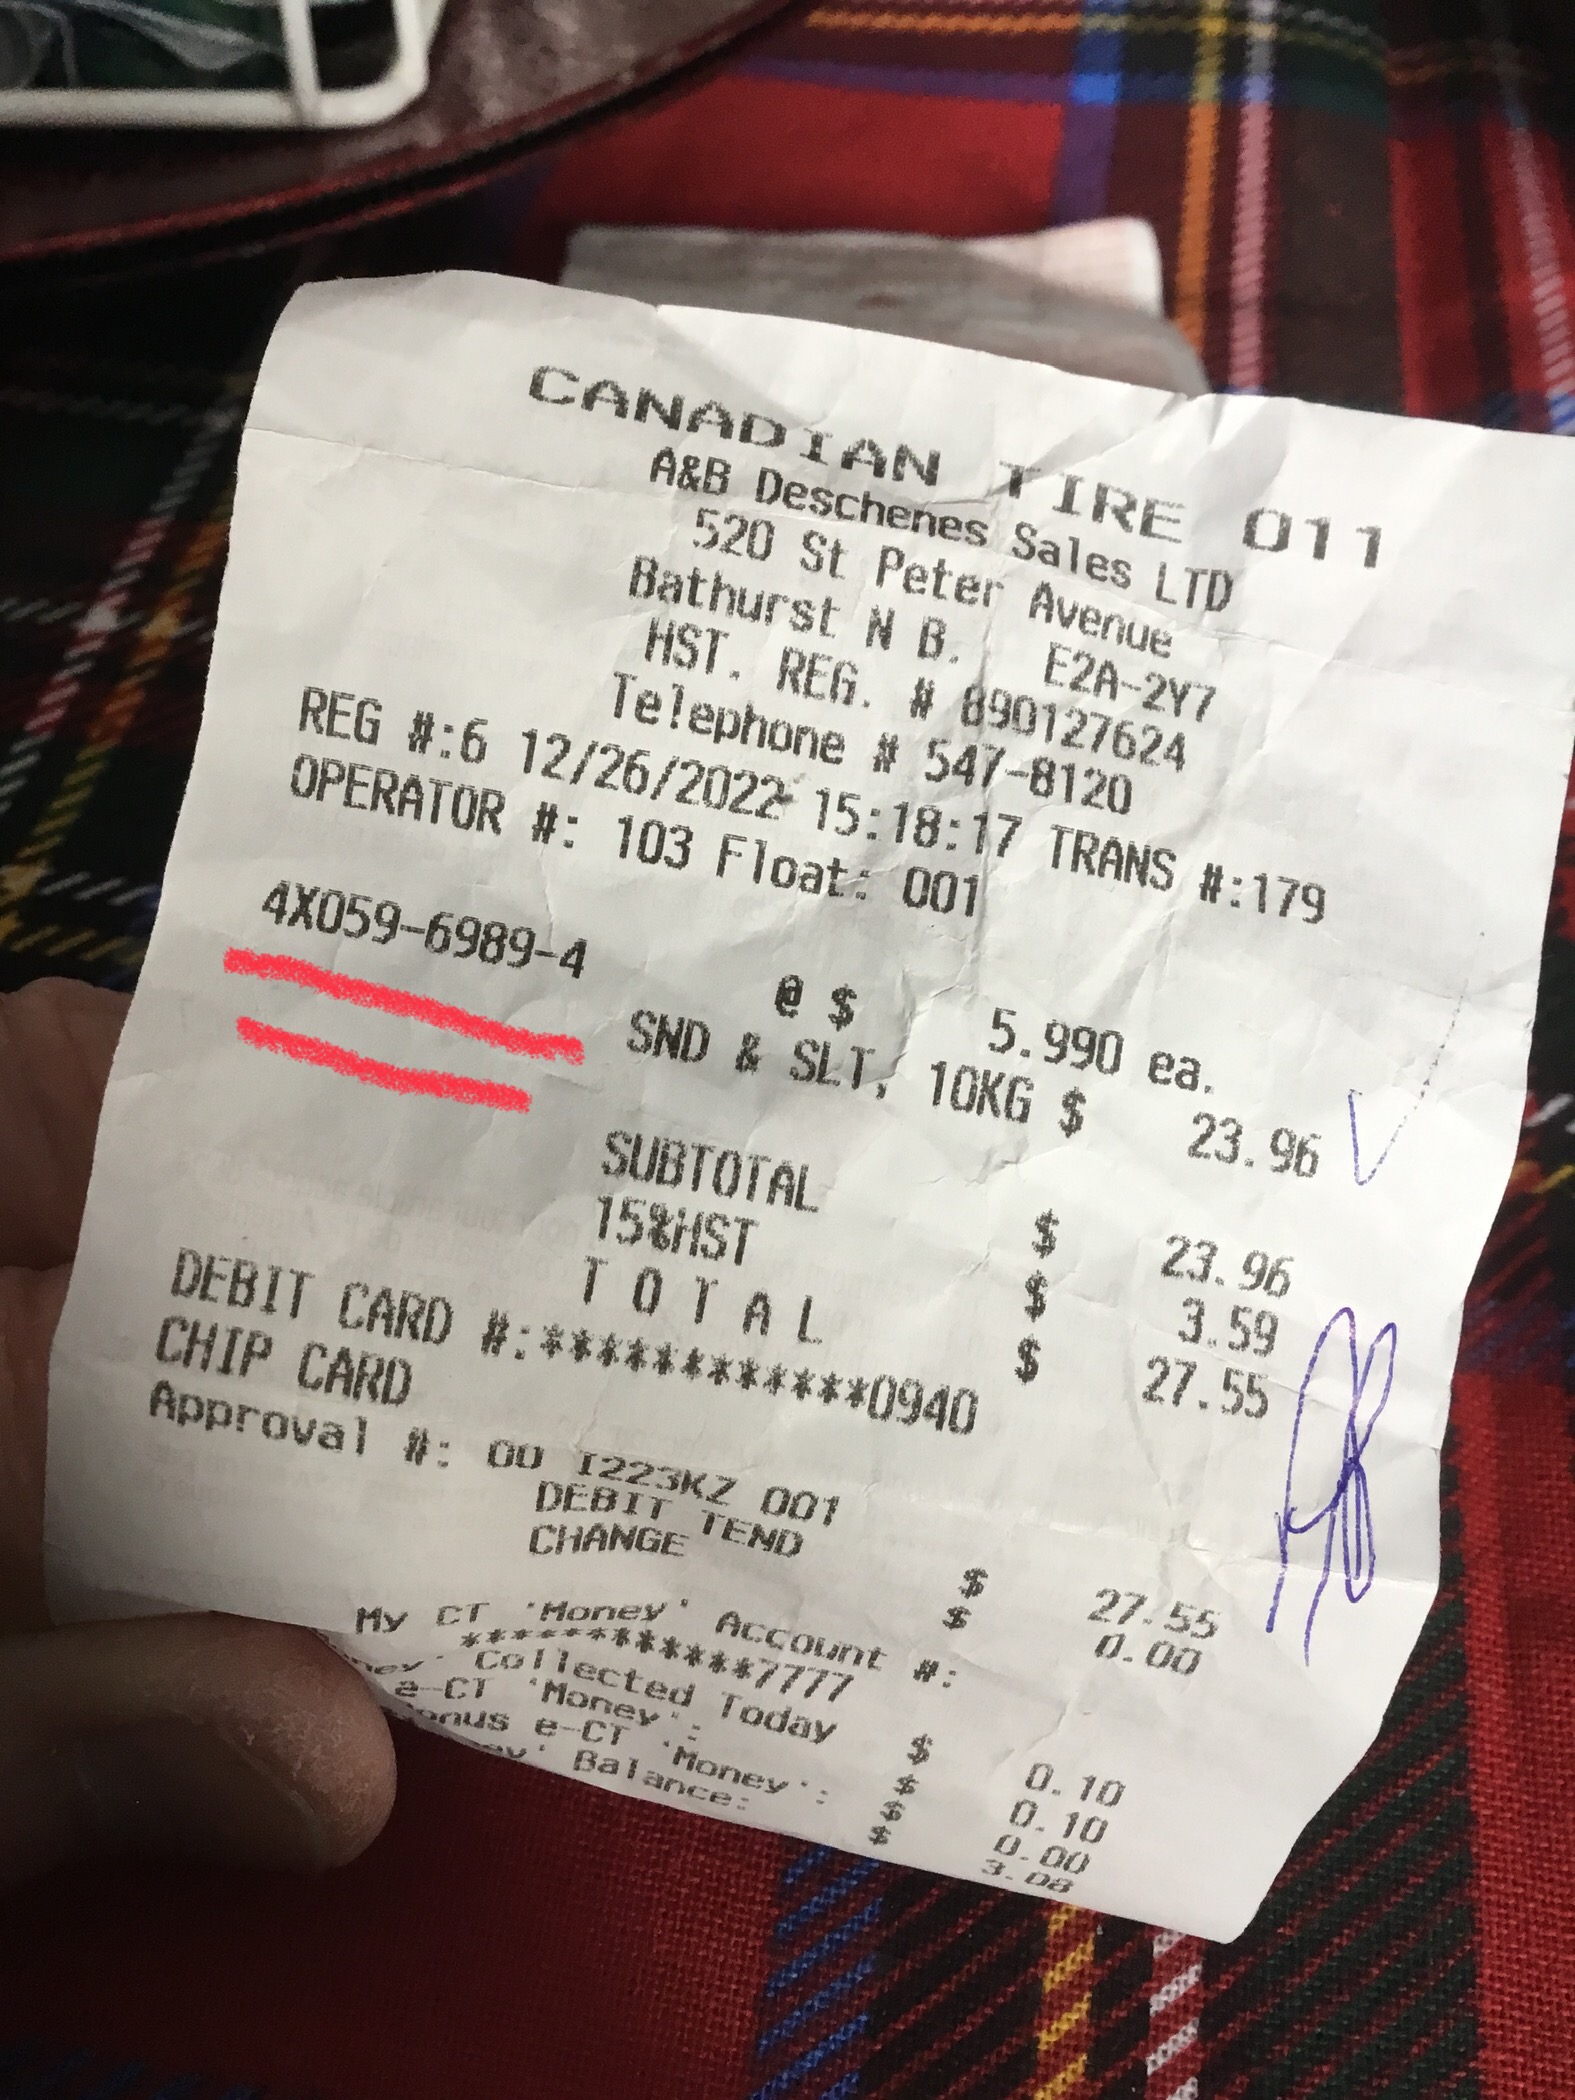 CANADIAN TIRE 011
A&B Deschenes Sales LTD
520 St Peter Avenue
Bathurst N B. E2A-2Y7
HST. REG. # 890127624
Telephone # 547-8120
REG #:6 12/26/2022 15:18:17 TRANS #:179
OPERATOR #: 103 Float: 001
4X059-6989-4
@ $ 5.990 ea.
SND & SLT, 10KG $ 23.96
SUBTOTAL $ 23.96
15%HST $ 3.59
T O T A L $ 27.55
DEBIT CARD #:************0940
CHIP CARD
Approval #: 00 I223KZ 001
DEBIT TEND $ 27.55
CHANGE $ 0.00
My CT 'Money' Account #:
************7777
Collected Today $ 0.10
e-CT 'Money': $ 0.10
e-CT 'Money': $ 0.00
Balance: $ 3.08